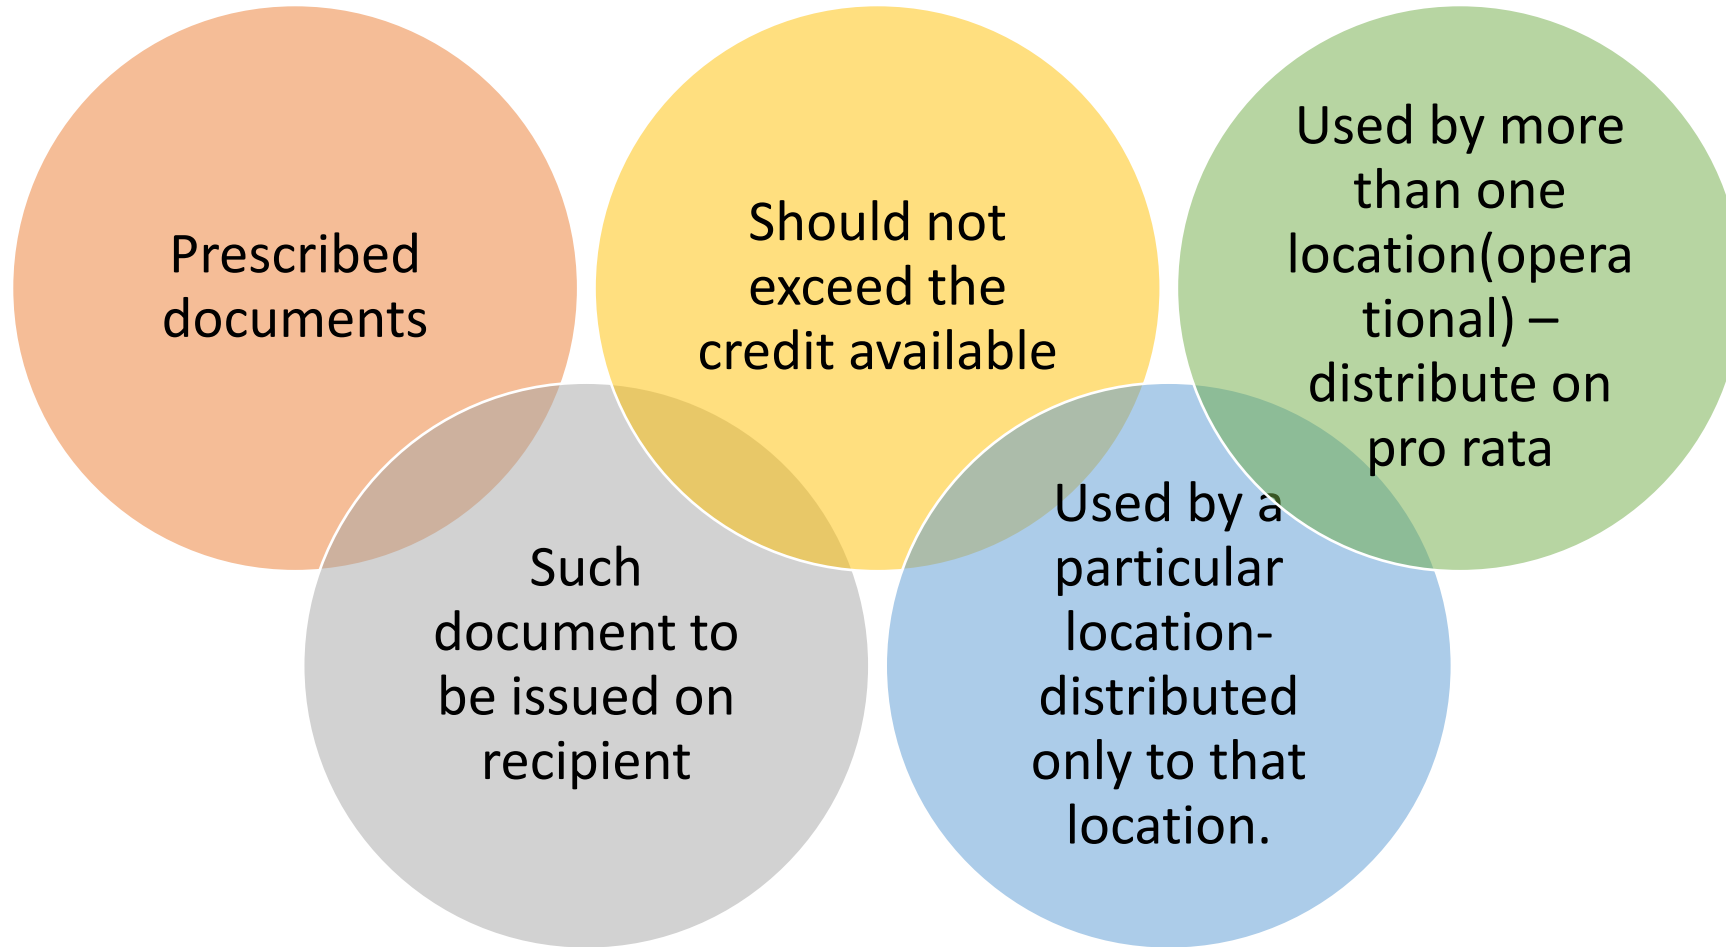 Prescribed
documents
Such
document to
be issued on
recipient
Should not
exceed the
credit available
Used by a
particular
location-
distributed
only to that
location.
Used by more
than one
location(opera
tional) –
distribute on
pro rata